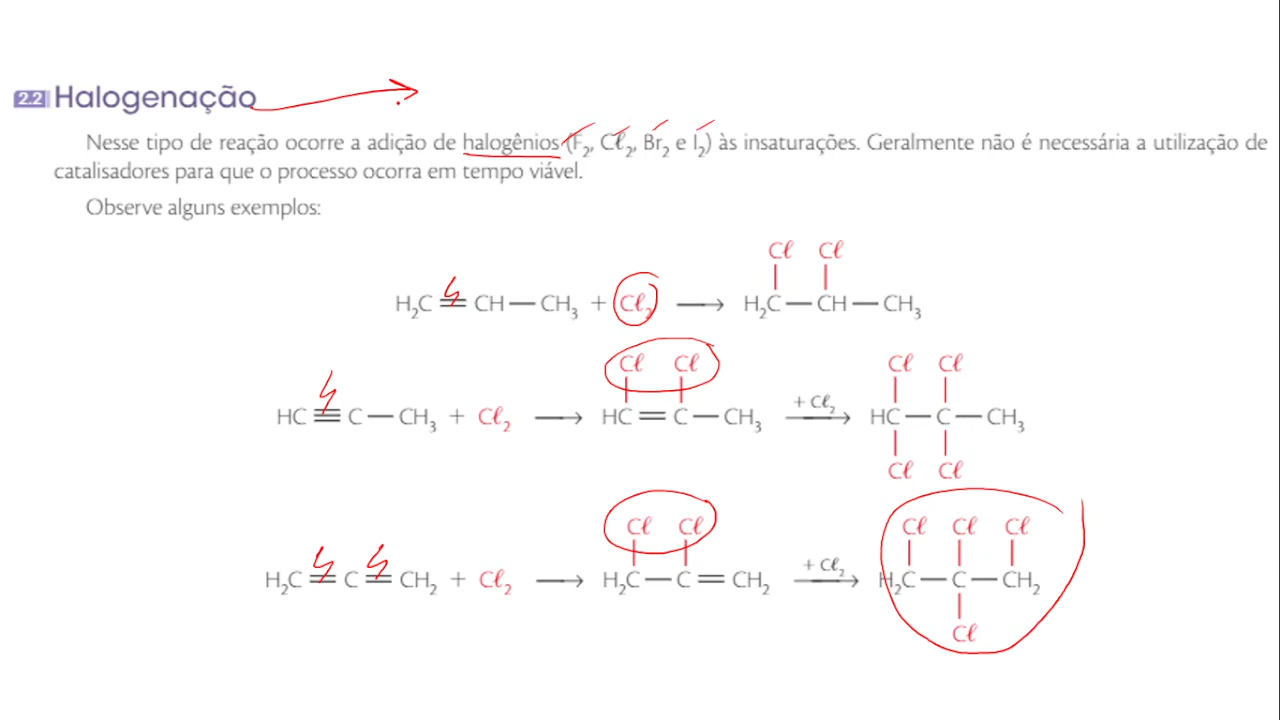 2.2 Halogenação
Nesse tipo de reação ocorre a adição de halogênios (F₂, Cℓ₂, Br₂ e I₂) às insaturações. Geralmente não é necessária a utilização de
catalisadores para que o processo ocorra em tempo viável.
Observe alguns exemplos:
Cℓ Cℓ
H₂C = CH — CH₃ + Cℓ₂ ⟶ H₂C — CH — CH₃
Cℓ Cℓ Cℓ Cℓ
HC ≡ C — CH₃ + Cℓ₂ ⟶ HC = C — CH₃ + Cℓ₂ ⟶ HC — C — CH₃
Cℓ Cℓ
Cℓ Cℓ Cℓ Cℓ Cℓ
H₂C = C = CH₂ + Cℓ₂ ⟶ H₂C — C = CH₂ + Cℓ₂ ⟶ H₂C — C — CH₂
Cℓ